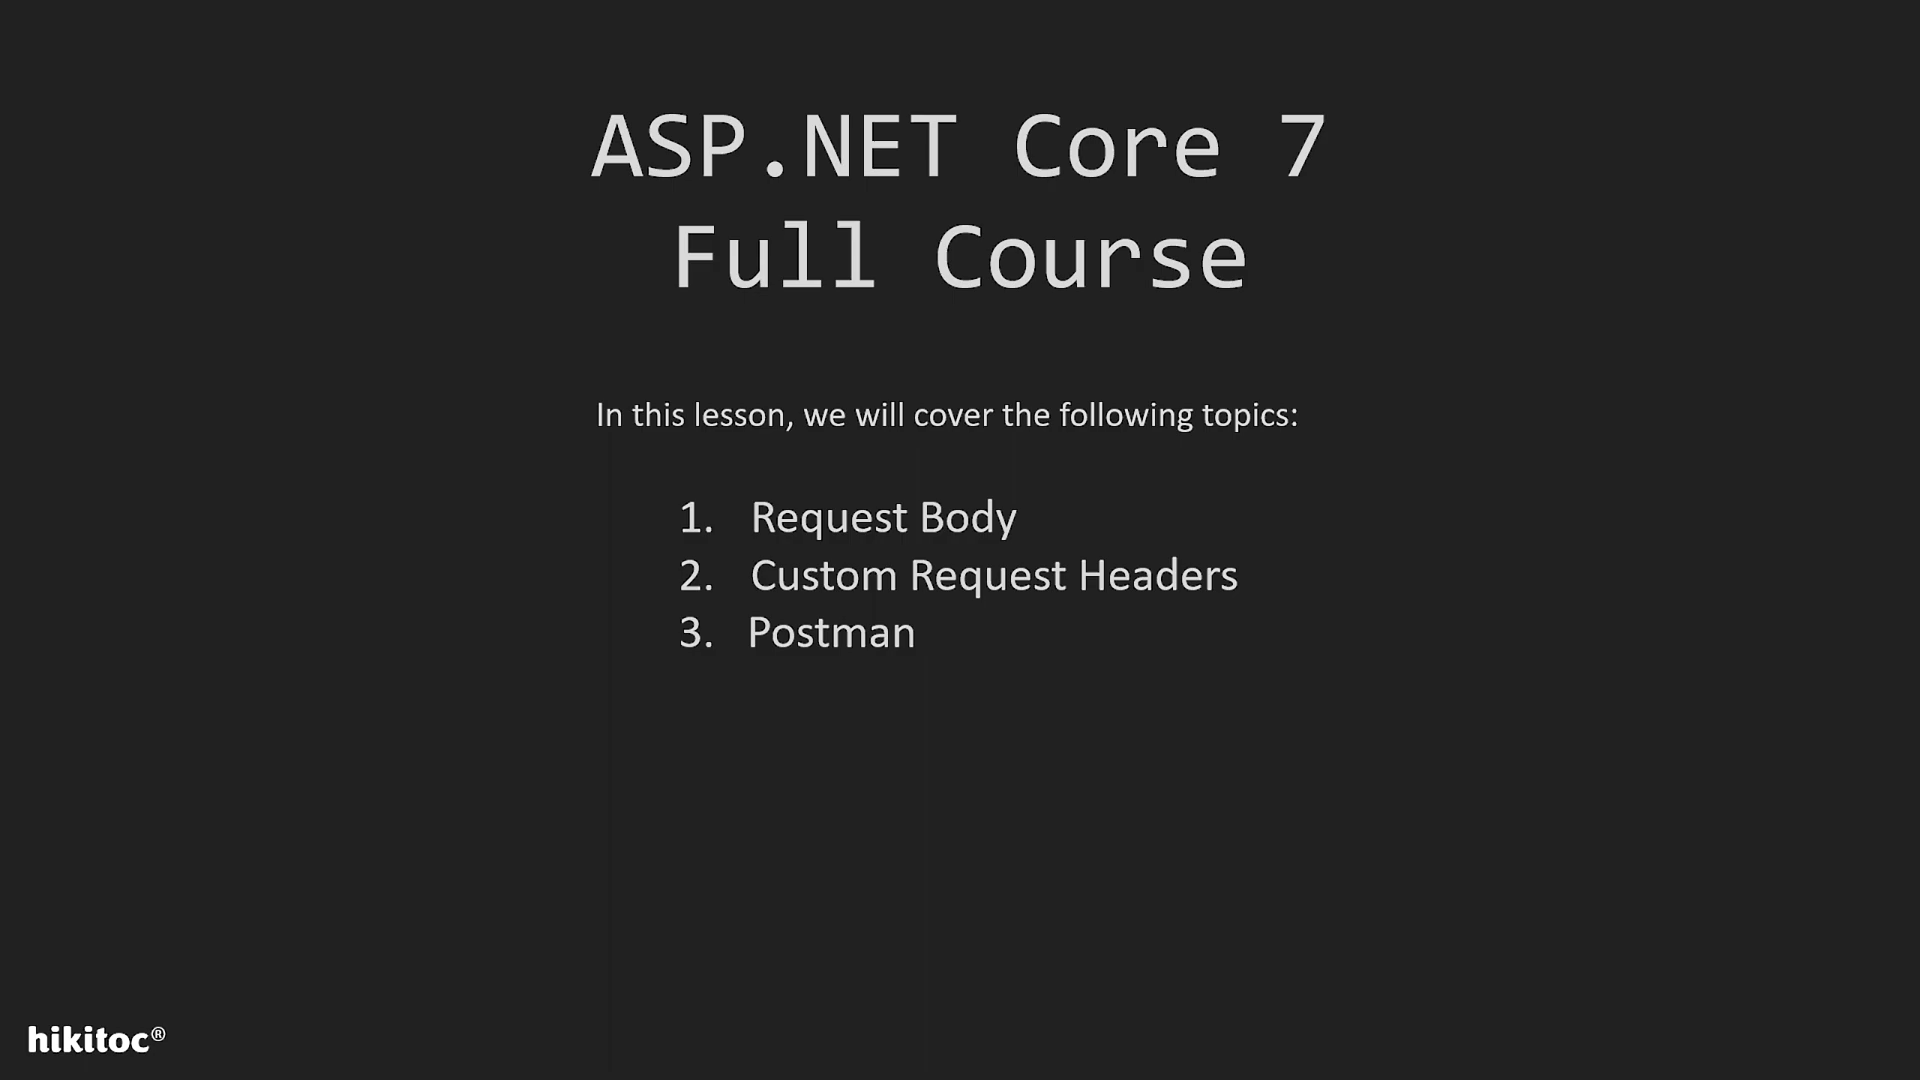 ASP.NET Core 7
Full Course
In this lesson, we will cover the following topics:
1. Request Body
2. Custom Request Headers
3. Postman
hikitoc®